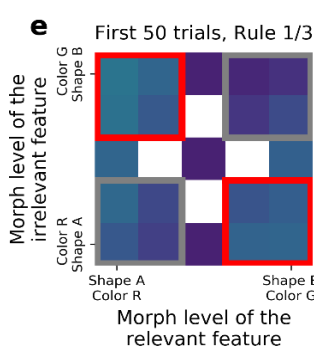 e
First 50 trials, Rule 1/3
Morph level of the
irrelevant feature
Color G
Shape B
Color R
Shape A
Shape A
Color R
Shape
Color G
Morph level of the
relevant feature